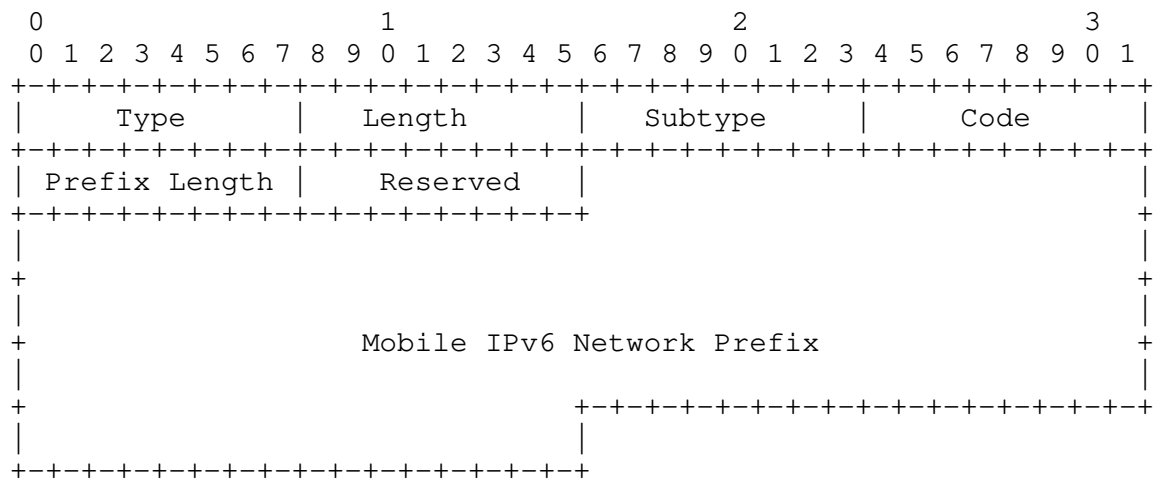 0                   1                   2                   3
0 1 2 3 4 5 6 7 8 9 0 1 2 3 4 5 6 7 8 9 0 1 2 3 4 5 6 7 8 9 0 1
+-+-+-+-+-+-+-+-+-+-+-+-+-+-+-+-+-+-+-+-+-+-+-+-+-+-+-+-+-+-+-+-+
|     Type      |   Length      |   Subtype     |     Code      |
+-+-+-+-+-+-+-+-+-+-+-+-+-+-+-+-+-+-+-+-+-+-+-+-+-+-+-+-+-+-+-+-+
| Prefix Length |    Reserved   |                               |
+-+-+-+-+-+-+-+-+-+-+-+-+-+-+-+-+                               +
|                                                               |
+                                                               +
|                                                               |
+                   Mobile IPv6 Network Prefix                  +
|                                                               |
+                               +-+-+-+-+-+-+-+-+-+-+-+-+-+-+-+-+
|                               |
+-+-+-+-+-+-+-+-+-+-+-+-+-+-+-+-+